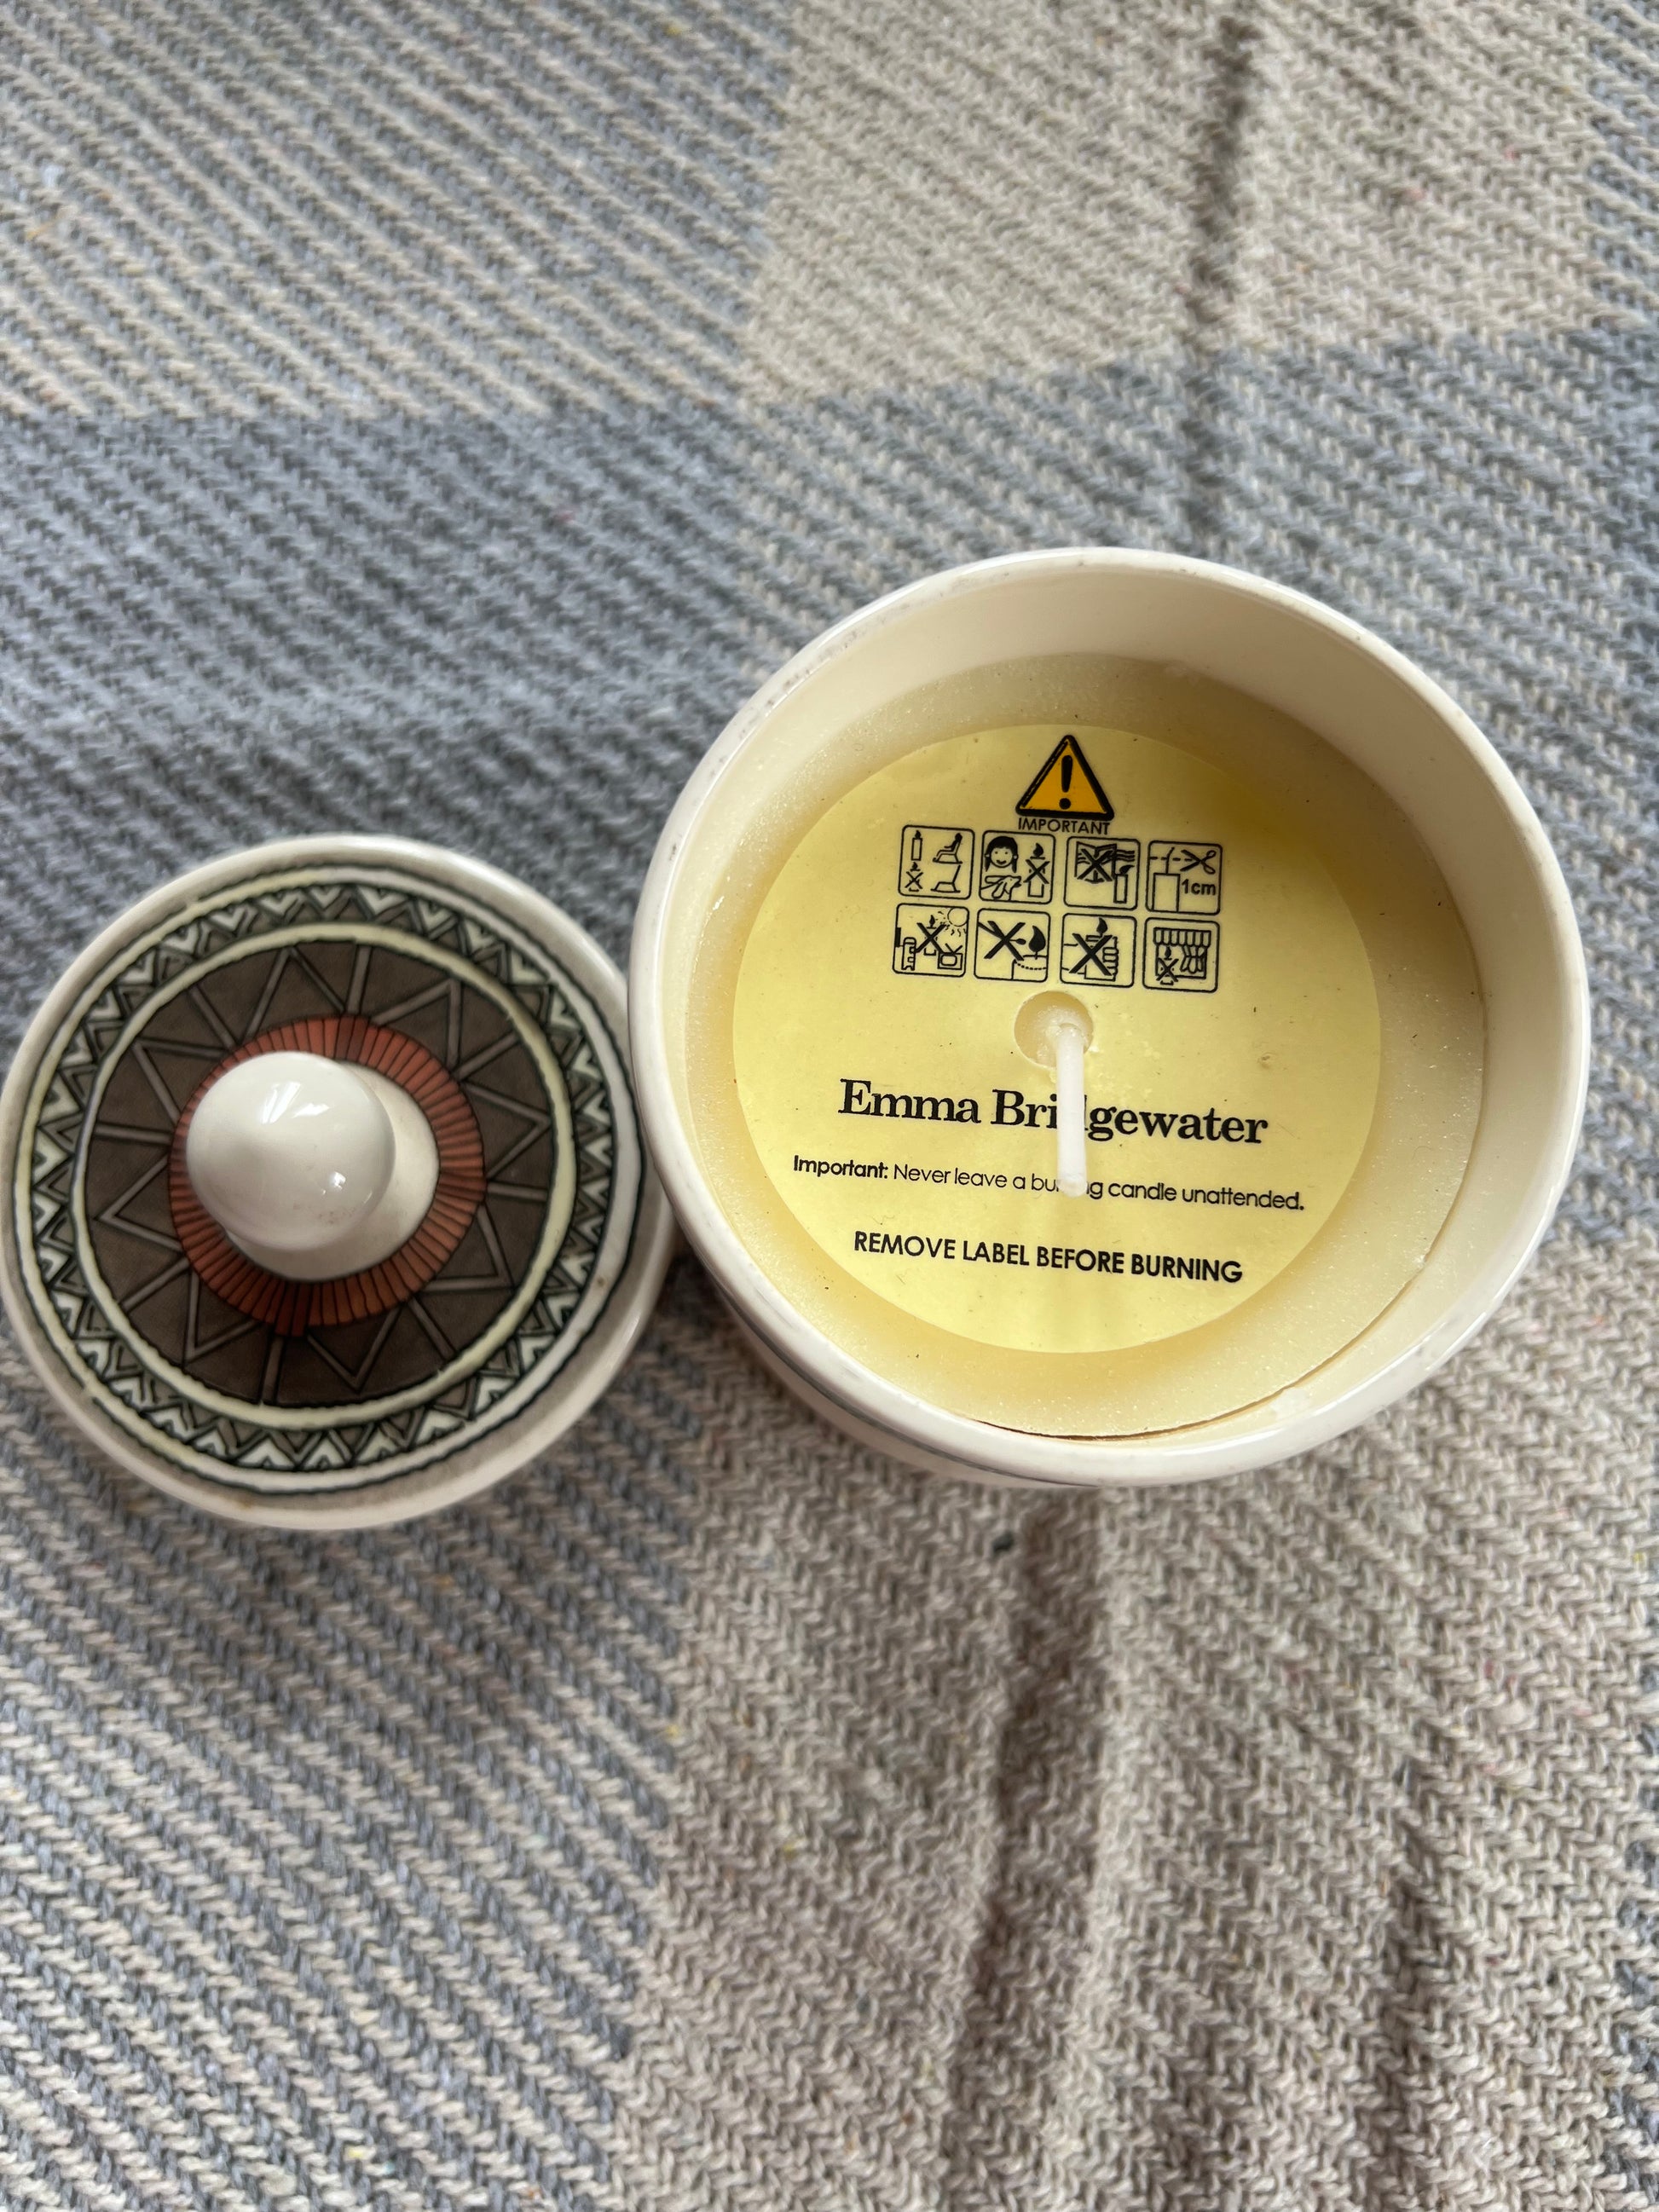 IMPORTANT
1cm
Emma Bridgewater
Important: Never leave a burning candle unattended.
REMOVE LABEL BEFORE BURNING